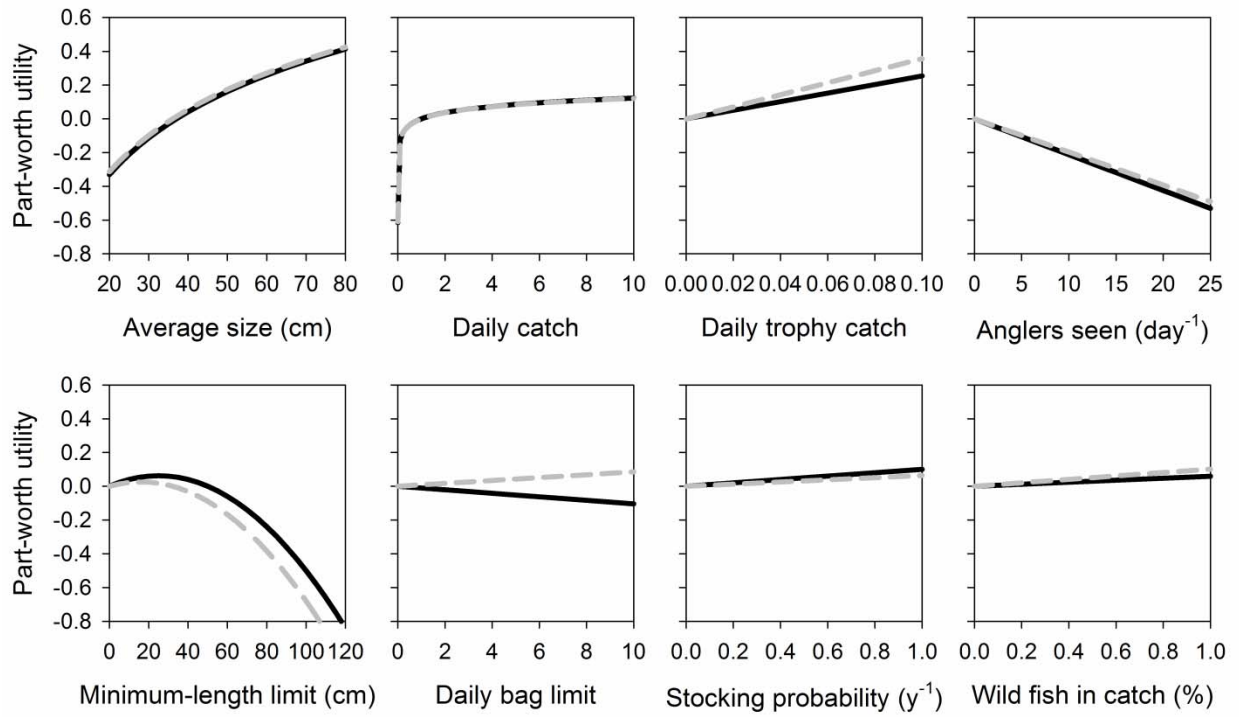 Part-worth utility
0.6
0.4
0.2
0.0
-0.2
-0.4
-0.6
-0.8
20 30 40 50 60 70 80
Average size (cm)
0 2 4 6 8 10
Daily catch
0.00 0.02 0.04 0.06 0.08 0.10
Daily trophy catch
0 5 10 15 20 25
Anglers seen (day⁻¹)
Part-worth utility
0.6
0.4
0.2
0.0
-0.2
-0.4
-0.6
-0.8
0 20 40 60 80 100 120
Minimum-length limit (cm)
0 2 4 6 8 10
Daily bag limit
0.0 0.2 0.4 0.6 0.8 1.0
Stocking probability (y⁻¹)
0.0 0.2 0.4 0.6 0.8 1.0
Wild fish in catch (%)